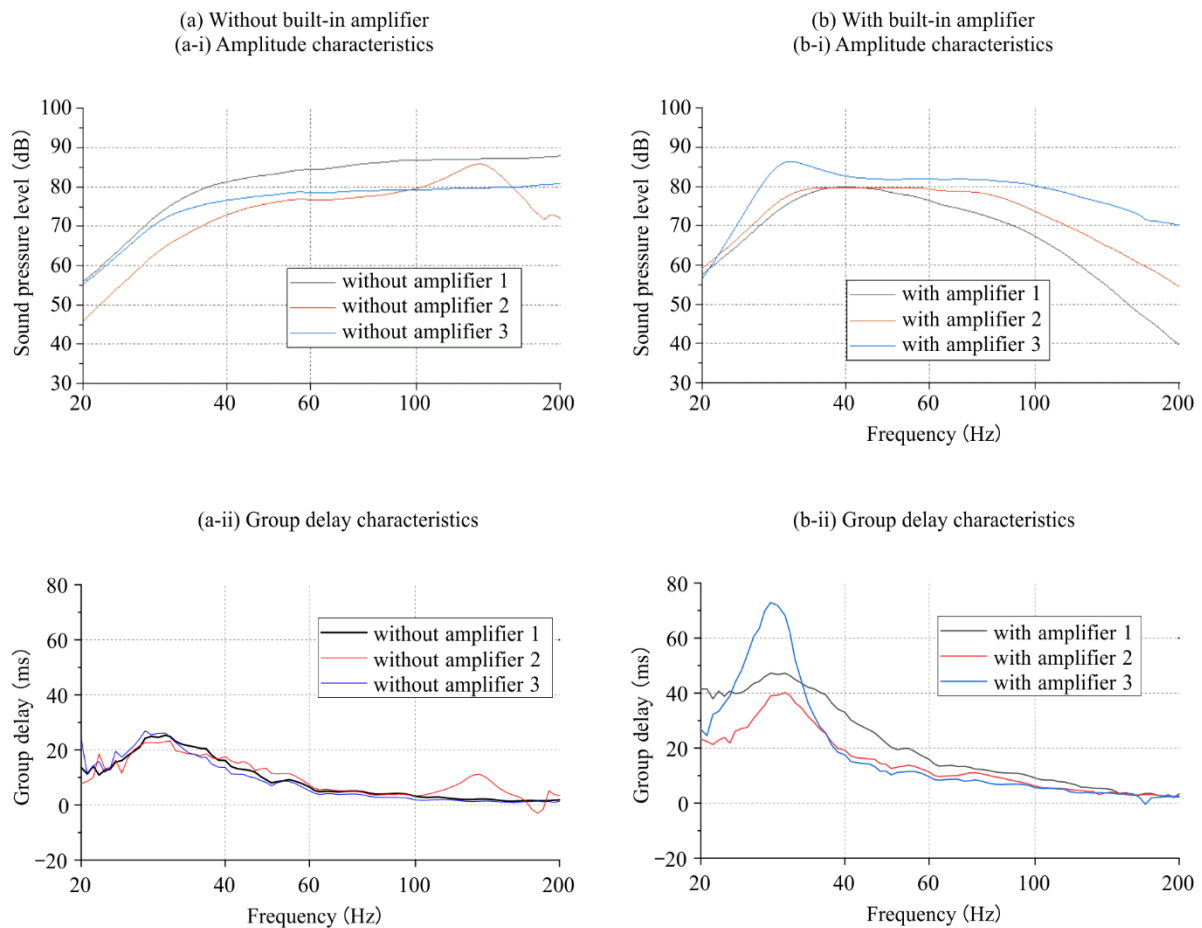 (a) Without built-in amplifier
(a-i) Amplitude characteristics
100
90
80
70
60
50
40
30
Sound pressure level (dB)
without amplifier 1
without amplifier 2
without amplifier 3
20
40
60
100
200
Frequency (Hz)
(b) With built-in amplifier
(b-i) Amplitude characteristics
100
90
80
70
60
50
40
30
Sound pressure level (dB)
with amplifier 1
with amplifier 2
with amplifier 3
20
40
60
100
200
Frequency (Hz)
(a-ii) Group delay characteristics
80
60
40
20
0
−20
Group delay (ms)
without amplifier 1
without amplifier 2
without amplifier 3
20
40
60
100
200
Frequency (Hz)
(b-ii) Group delay characteristics
80
60
40
20
0
−20
Group delay (ms)
with amplifier 1
with amplifier 2
with amplifier 3
20
40
60
100
200
Frequency (Hz)